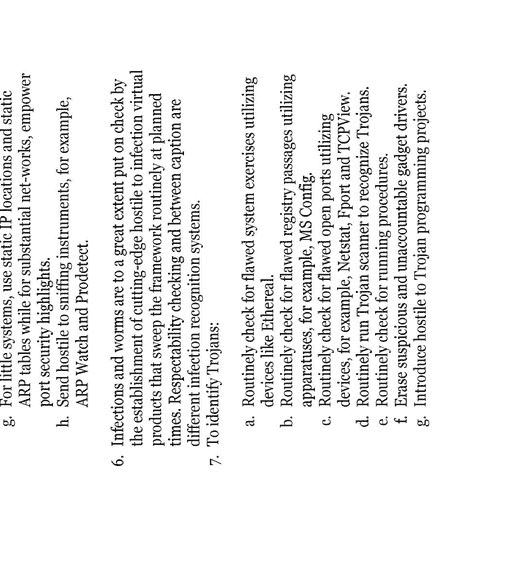 g. For little systems, use static IP locations and static
ARP tables while for substantial net-works, empower
port security highlights.
h. Send hostile to sniffing instruments, for example,
ARP Watch and Prodetect.
6. Infections and worms are to a great extent put on check by
the establishment of cutting-edge hostile to infection virtual
products that sweep the framework routinely at planned
times. Respectability checking and between caption are
different infection recognition systems.
7. To identify Trojans:
a. Routinely check for flawed system exercises utilizing
devices like Ethereal.
b. Routinely check for flawed registry passages utilizing
apparatuses, for example, MS Config.
c. Routinely check for flawed open ports utilizing
devices, for example, Netstat, Fport and TCPView.
d. Routinely run Trojan scanner to recognize Trojans.
e. Routinely check for running procedures.
f. Erase suspicious and unaccountable gadget drivers.
g. Introduce hostile to Trojan programming projects.